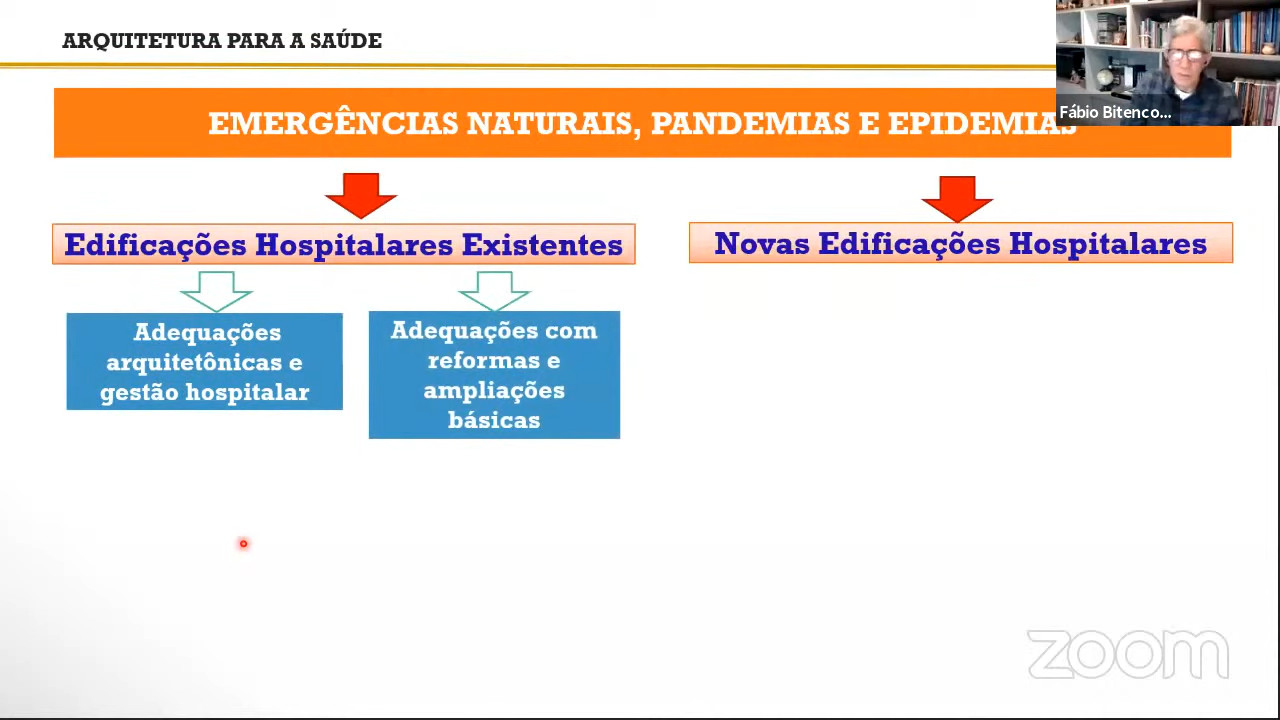 ARQUITETURA PARA A SAÚDE
Fábio Bitenco...
EMERGÊNCIAS NATURAIS, PANDEMIAS E EPIDEMIAS
Edificações Hospitalares Existentes
Novas Edificações Hospitalares
Adequações
arquitetônicas e
gestão hospitalar
Adequações com
reformas e
ampliações
básicas
zoom